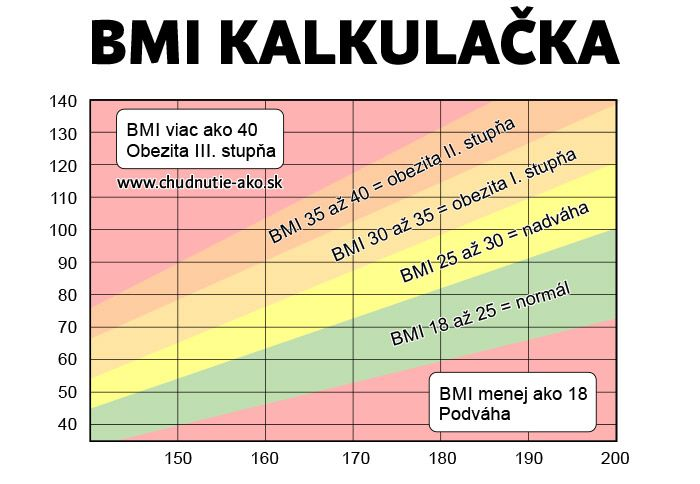 BMI KALKULAČKA
140
130
120
110
100
90
80
70
60
50
40
BMI viac ako 40
Obezita III. stupňa
www.chudnutie-ako.sk
BMI 35 až 40 = obezita II. stupňa
BMI 30 až 35 = obezita I. stupňa
BMI 25 až 30 = nadváha
BMI 18 až 25 = normál
BMI menej ako 18
Podváha
150 160 170 180 190 200